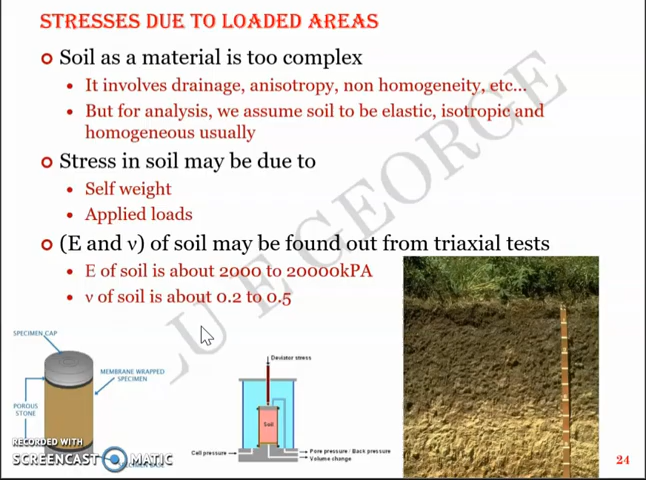 STRESSES DUE TO LOADED AREAS
Soil as a material is too complex
It involves drainage, anisotropy, non homogeneity, etc...
But for analysis, we assume soil to be elastic, isotropic and
homogeneous usually
Stress in soil may be due to
Self weight
Applied loads
(E and ν) of soil may be found out from triaxial tests
E of soil is about 2000 to 20000kPA
ν of soil is about 0.2 to 0.5
LU E GEORGE
SPECIMEN CAP
MEMBRANE WRAPPED
SPECIMEN
POROUS
STONE
Deviator stress
Soil
Cell pressure
Pore pressure - Back pressure
Volume change
RECORDED WITH
SCREENCAST MATIC
24